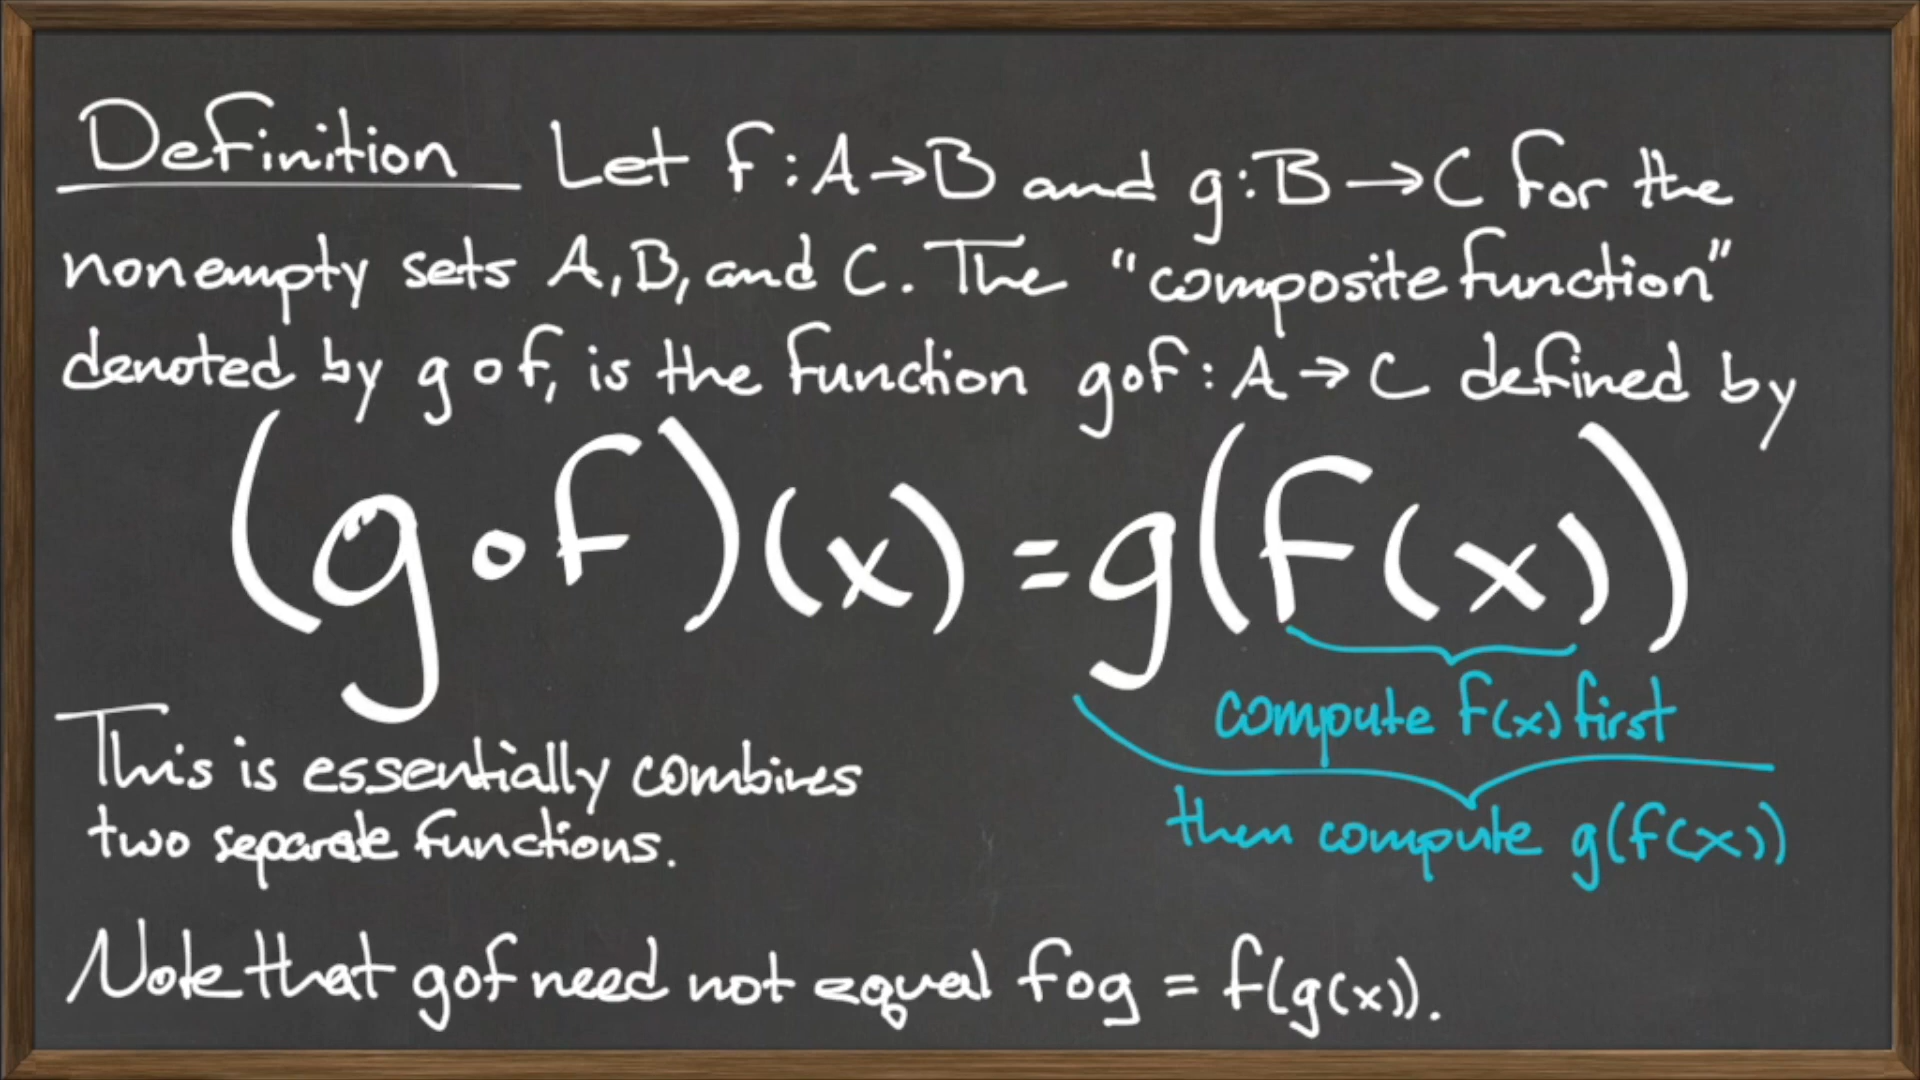 Definition Let f : A → B and g : B → C for the
nonempty sets A, B, and C. The "composite function"
denoted by g ∘ f, is the function g∘f : A → C defined by
(g ∘ f)(x) = g(f(x))
compute f(x) first
then compute g(f(x))
This is essentially combines
two separate functions.
Note that g∘f need not equal f∘g = f(g(x)).